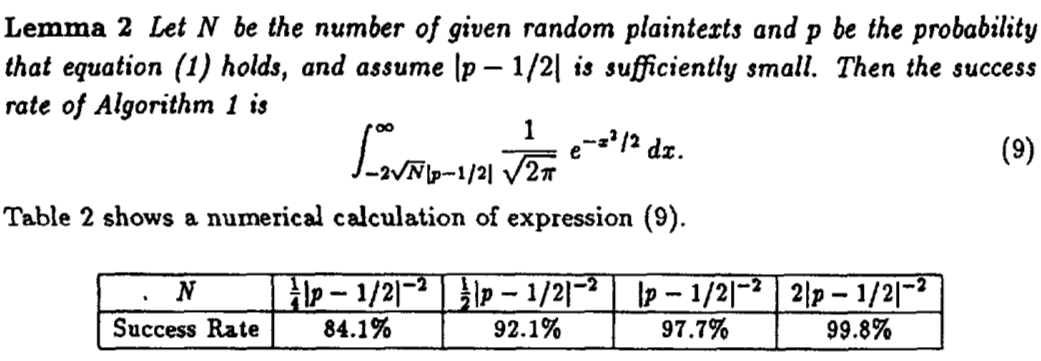 Lemma 2 Let N be the number of given random plaintexts and p be the probability
that equation (1) holds, and assume |p − 1/2| is sufficiently small. Then the success
rate of Algorithm 1 is
∫_{−2√N|p−1/2|}^{∞} 1/√(2π) e^{−x²/2} dx. (9)
Table 2 shows a numerical calculation of expression (9).
N ¼|p − 1/2|⁻² ½|p − 1/2|⁻² |p − 1/2|⁻² 2|p − 1/2|⁻²
Success Rate 84.1% 92.1% 97.7% 99.8%